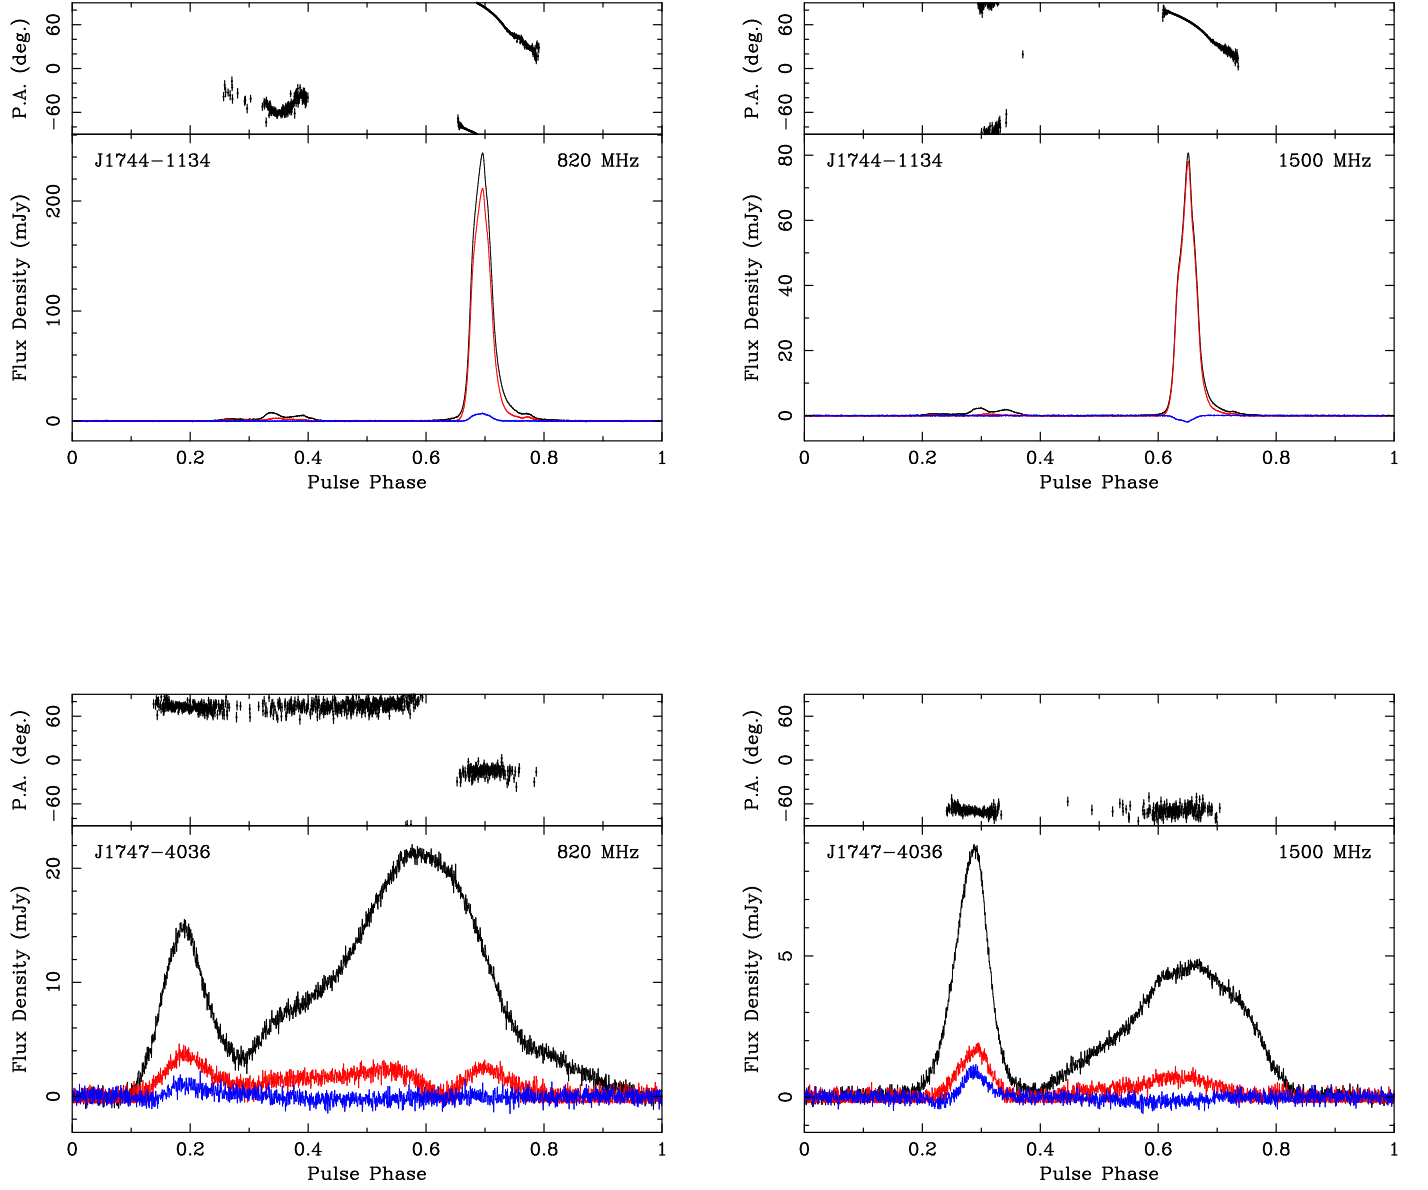 P.A. (deg.)
60
0
−60
J1744−1134
820 MHz
Flux Density (mJy)
200
100
0
0
0.2
0.4
0.6
0.8
1
Pulse Phase
P.A. (deg.)
60
0
−60
J1744−1134
1500 MHz
Flux Density (mJy)
80
60
40
20
0
0
0.2
0.4
0.6
0.8
1
Pulse Phase
P.A. (deg.)
60
0
−60
J1747−4036
820 MHz
Flux Density (mJy)
20
10
0
0
0.2
0.4
0.6
0.8
1
Pulse Phase
P.A. (deg.)
60
0
−60
J1747−4036
1500 MHz
Flux Density (mJy)
5
0
0
0.2
0.4
0.6
0.8
1
Pulse Phase